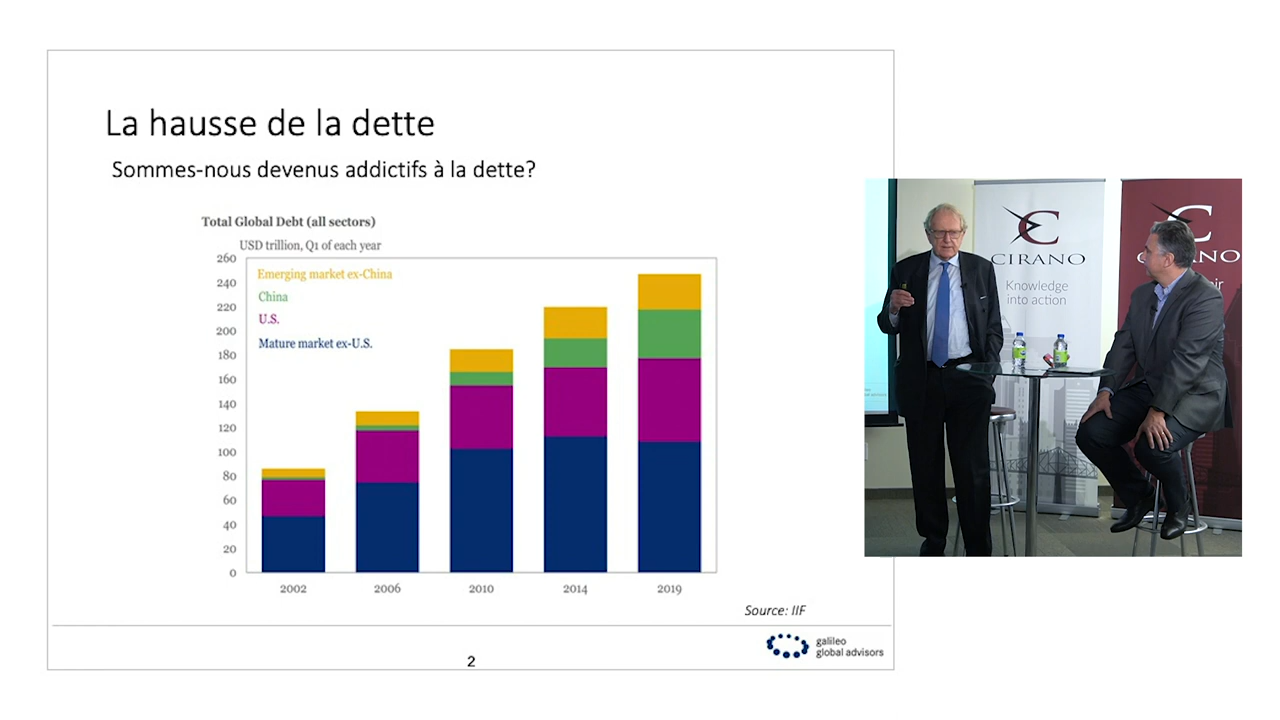 La hausse de la dette
Sommes-nous devenus addictifs à la dette?
Total Global Debt (all sectors)
USD trillion, Q1 of each year
260
240
220
200
180
160
140
120
100
80
60
40
20
0
Emerging market ex-China
China
U.S.
Mature market ex-U.S.
2002
2006
2010
2014
2019
Source: IIF
galileo
global advisors
2
CIRANO
Knowledge
into action